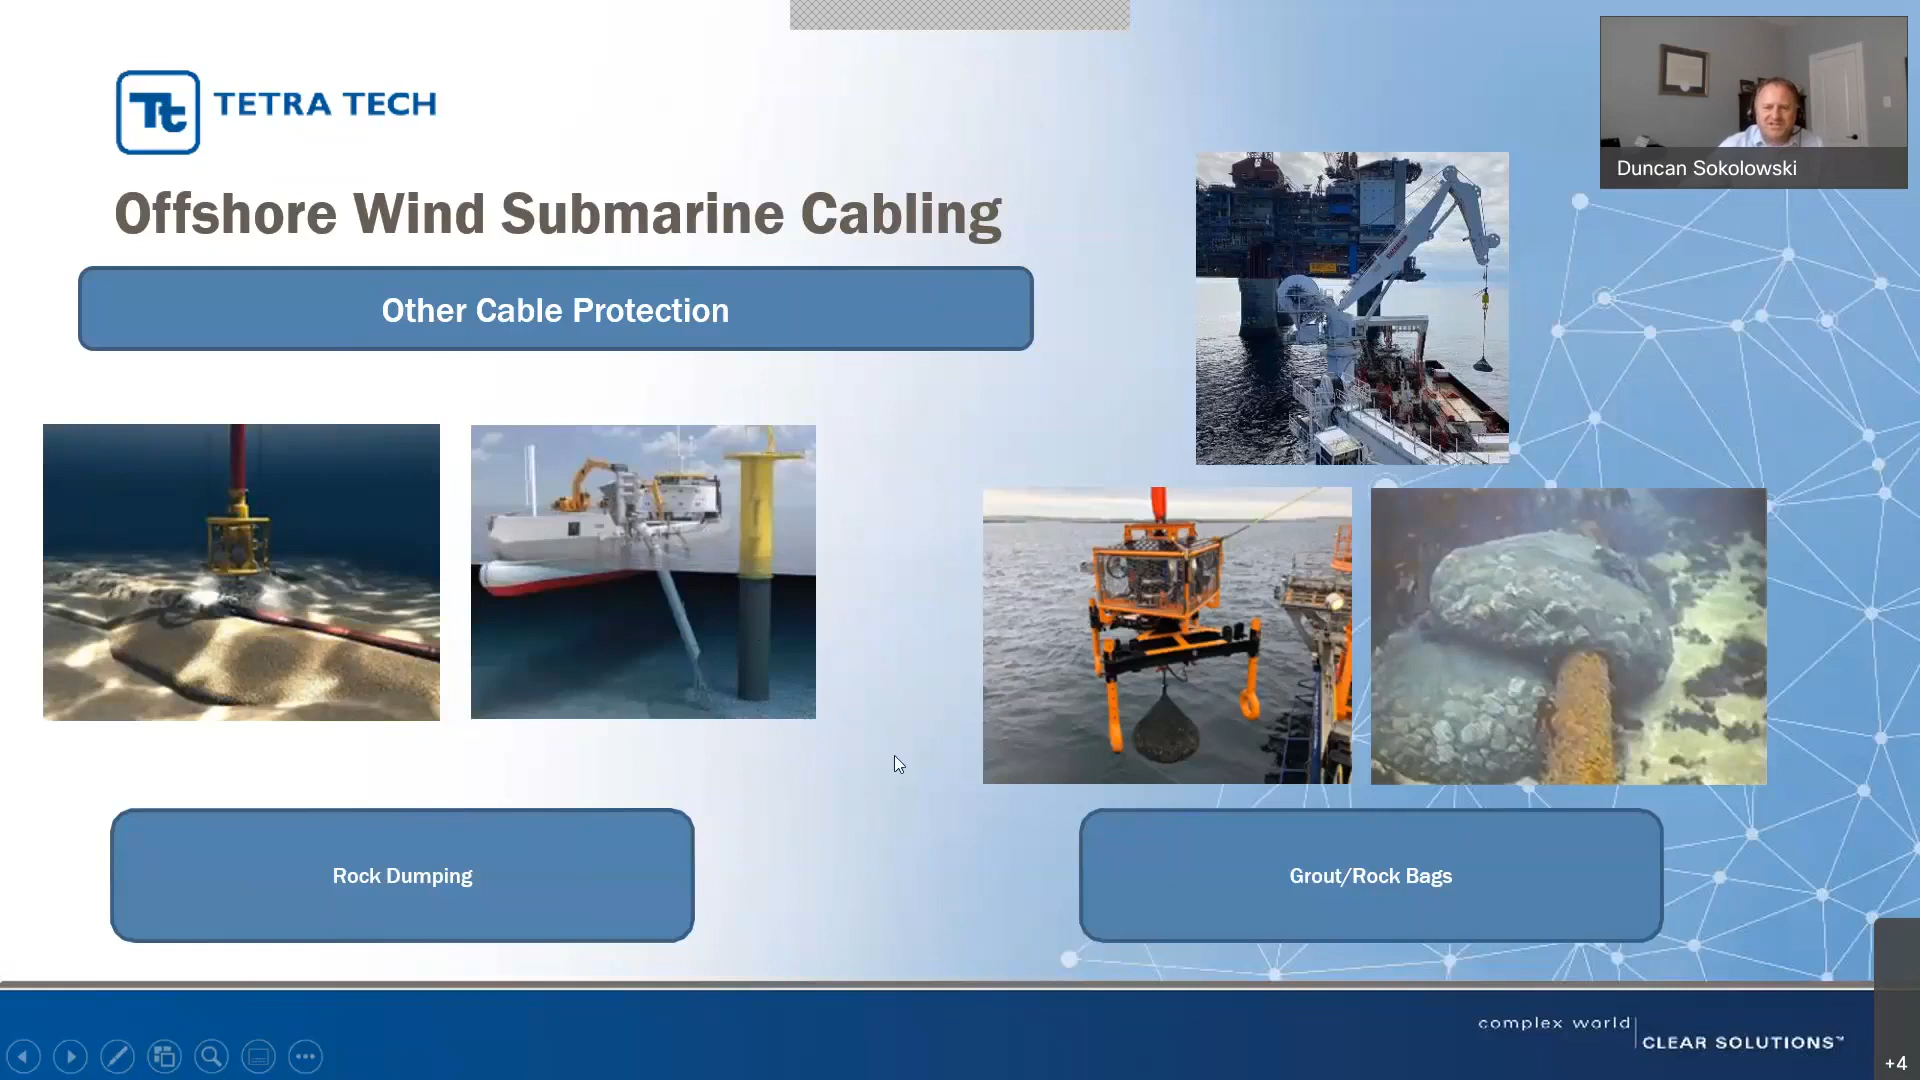 Tt TETRA TECH
Duncan Sokolowski
Offshore Wind Submarine Cabling
Other Cable Protection
Rock Dumping
Grout/Rock Bags
complex world
CLEAR SOLUTIONS™
+4